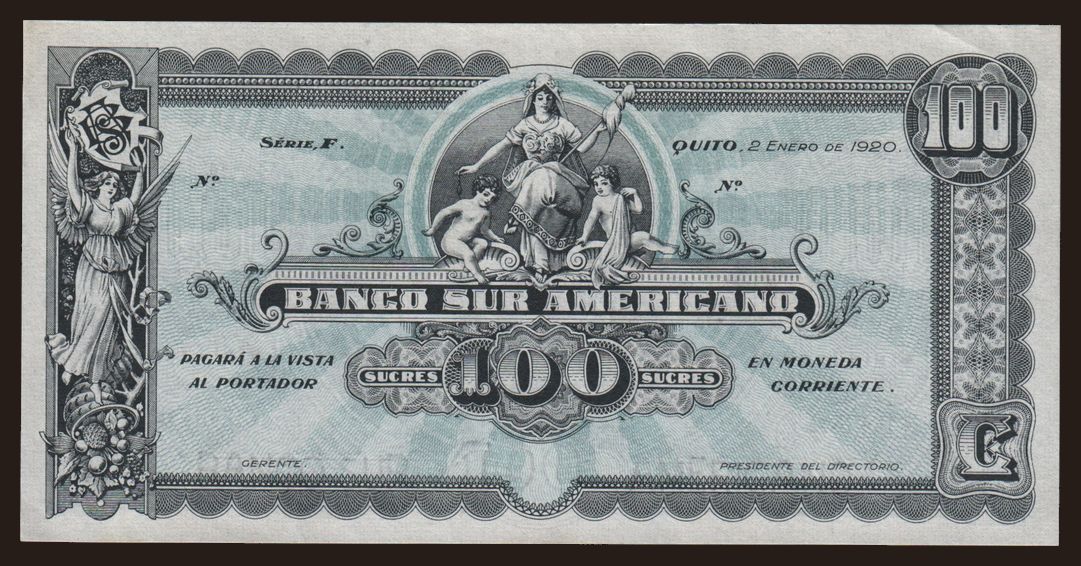 SÉRIE, F.
QUITO, 2 ENERO DE 1920.
100
Nº
Nº
BANCO SUR AMERICANO
PAGARÁ A LA VISTA
AL PORTADOR
SUCRES 100 SUCRES
EN MONEDA
CORRIENTE.
GERENTE.
PRESIDENTE DEL DIRECTORIO.
C